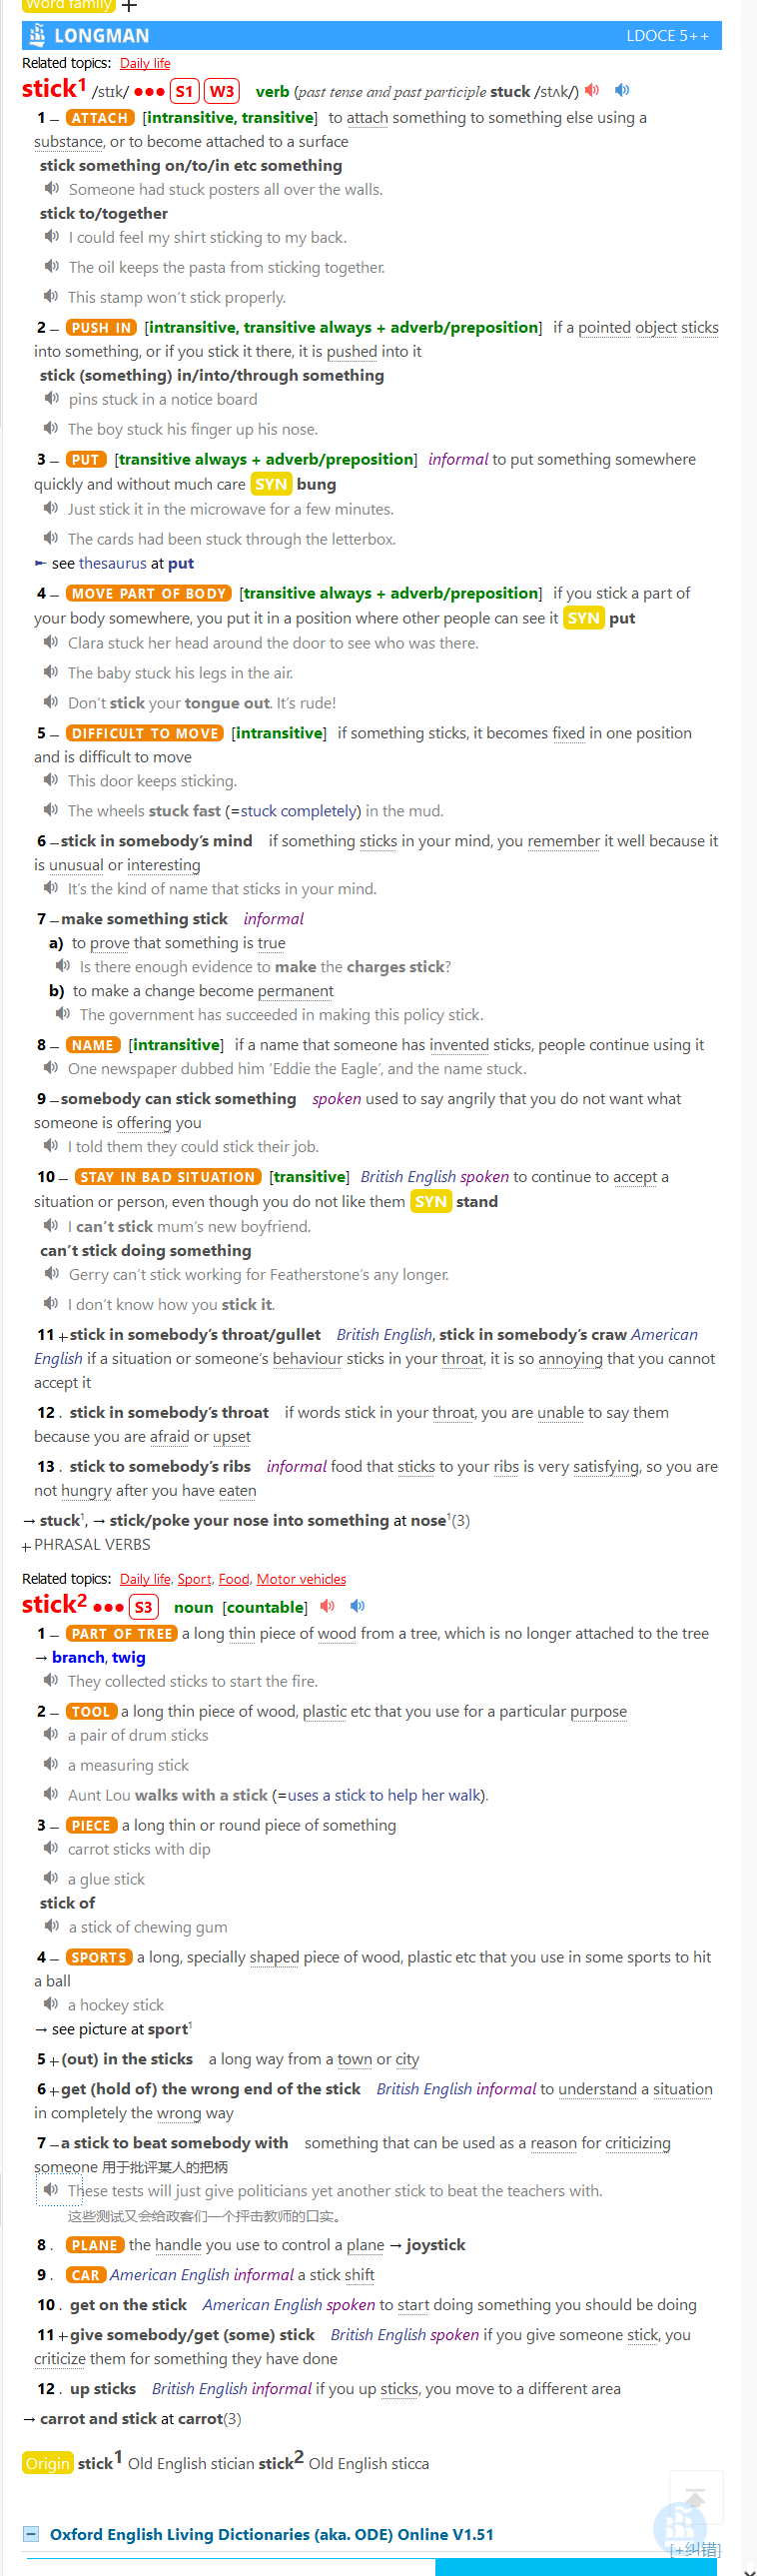 Word family +
LONGMAN LDOCE 5++
Related topics: Daily life
stick1 /stɪk/ ●●● S1 W3 verb (past tense and past participle stuck /stʌk/)
1 – ATTACH [intransitive, transitive] to attach something to something else using a
substance, or to become attached to a surface
stick something on/to/in etc something
Someone had stuck posters all over the walls.
stick to/together
I could feel my shirt sticking to my back.
The oil keeps the pasta from sticking together.
This stamp won’t stick properly.
2 – PUSH IN [intransitive, transitive always + adverb/preposition] if a pointed object sticks
into something, or if you stick it there, it is pushed into it
stick (something) in/into/through something
pins stuck in a notice board
The boy stuck his finger up his nose.
3 – PUT [transitive always + adverb/preposition] informal to put something somewhere
quickly and without much care SYN bung
Just stick it in the microwave for a few minutes.
The cards had been stuck through the letterbox.
► see thesaurus at put
4 – MOVE PART OF BODY [transitive always + adverb/preposition] if you stick a part of
your body somewhere, you put it in a position where other people can see it SYN put
Clara stuck her head around the door to see who was there.
The baby stuck his legs in the air.
Don’t stick your tongue out. It’s rude!
5 – DIFFICULT TO MOVE [intransitive] if something sticks, it becomes fixed in one position
and is difficult to move
This door keeps sticking.
The wheels stuck fast (=stuck completely) in the mud.
6 –stick in somebody’s mind if something sticks in your mind, you remember it well because it
is unusual or interesting
It’s the kind of name that sticks in your mind.
7 –make something stick informal
a) to prove that something is true
Is there enough evidence to make the charges stick?
b) to make a change become permanent
The government has succeeded in making this policy stick.
8 – NAME [intransitive] if a name that someone has invented sticks, people continue using it
One newspaper dubbed him ‘Eddie the Eagle’, and the name stuck.
9 –somebody can stick something spoken used to say angrily that you do not want what
someone is offering you
I told them they could stick their job.
10 – STAY IN BAD SITUATION [transitive] British English spoken to continue to accept a
situation or person, even though you do not like them SYN stand
I can’t stick mum’s new boyfriend.
can’t stick doing something
Gerry can’t stick working for Featherstone’s any longer.
I don’t know how you stick it.
11 +stick in somebody’s throat/gullet British English, stick in somebody’s craw American
English if a situation or someone’s behaviour sticks in your throat, it is so annoying that you cannot
accept it
12 . stick in somebody’s throat if words stick in your throat, you are unable to say them
because you are afraid or upset
13 . stick to somebody’s ribs informal food that sticks to your ribs is very satisfying, so you are
not hungry after you have eaten
→ stuck1, → stick/poke your nose into something at nose1(3)
+ PHRASAL VERBS
Related topics: Daily life, Sport, Food, Motor vehicles
stick2 ●●● S3 noun [countable]
1 – PART OF TREE a long thin piece of wood from a tree, which is no longer attached to the tree
→ branch, twig
They collected sticks to start the fire.
2 – TOOL a long thin piece of wood, plastic etc that you use for a particular purpose
a pair of drum sticks
a measuring stick
Aunt Lou walks with a stick (=uses a stick to help her walk).
3 – PIECE a long thin or round piece of something
carrot sticks with dip
a glue stick
stick of
a stick of chewing gum
4 – SPORTS a long, specially shaped piece of wood, plastic etc that you use in some sports to hit
a ball
a hockey stick
→ see picture at sport1
5 +(out) in the sticks a long way from a town or city
6 +get (hold of) the wrong end of the stick British English informal to understand a situation
in completely the wrong way
7 –a stick to beat somebody with something that can be used as a reason for criticizing
someone 用于批评某人的把柄
These tests will just give politicians yet another stick to beat the teachers with.
这些测试又会给政客们一个抨击教师的口实。
8 . PLANE the handle you use to control a plane → joystick
9 . CAR American English informal a stick shift
10 . get on the stick American English spoken to start doing something you should be doing
11 +give somebody/get (some) stick British English spoken if you give someone stick, you
criticize them for something they have done
12 . up sticks British English informal if you up sticks, you move to a different area
→ carrot and stick at carrot(3)
Origin stick1 Old English stician stick2 Old English sticca
Oxford English Living Dictionaries (aka. ODE) Online V1.51
[+纠错]